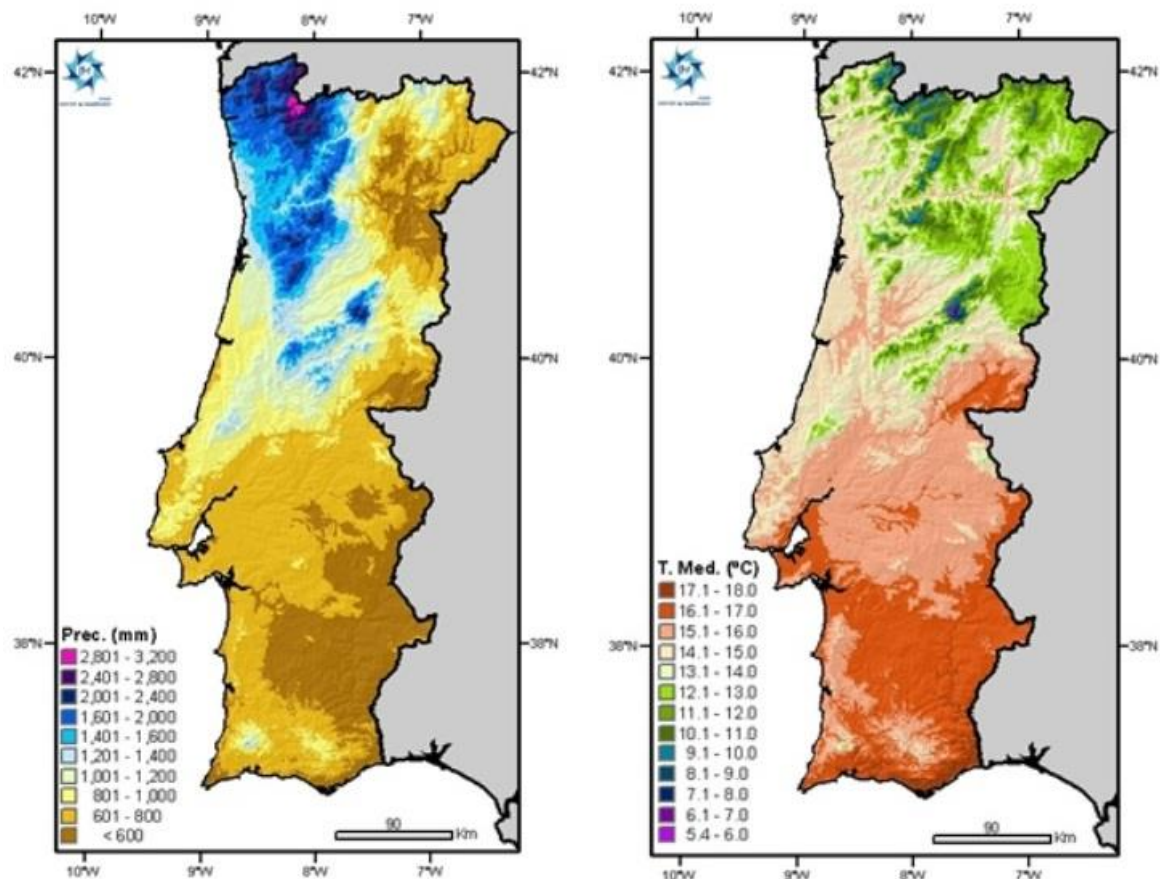 10°W 9°W 8°W 7°W
42°N 42°N
40°N 40°N
38°N 38°N
Prec. (mm)
2,801 - 3,200
2,401 - 2,800
2,001 - 2,400
1,601 - 2,000
1,401 - 1,600
1,201 - 1,400
1,001 - 1,200
801 - 1,000
601 - 800
< 600
90
Km
10°W 9°W 8°W 7°W
10°W 9°W 8°W 7°W
42°N
40°N
38°N
T. Med. (ºC)
17.1 - 18.0
16.1 - 17.0
15.1 - 16.0
14.1 - 15.0
13.1 - 14.0
12.1 - 13.0
11.1 - 12.0
10.1 - 11.0
9.1 - 10.0
8.1 - 9.0
7.1 - 8.0
6.1 - 7.0
5.4 - 6.0
90
Km
10°W 9°W 8°W 7°W